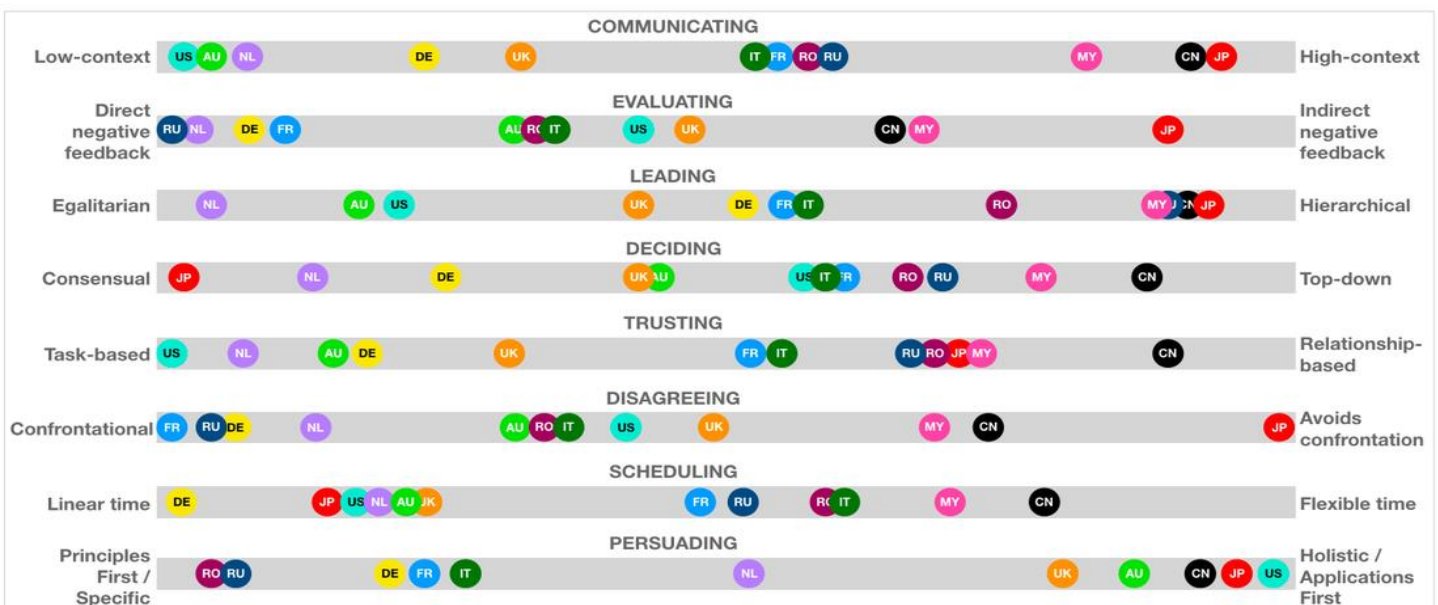 COMMUNICATING
Low-context US AU NL DE UK IT FR RO RU MY CN JP High-context
EVALUATING
Direct
negative
feedback
RU NL DE FR AU RO IT US UK CN MY JP
Indirect
negative
feedback
LEADING
Egalitarian NL AU US UK DE FR IT RO MY CN JP Hierarchical
DECIDING
Consensual JP NL DE UK AU US IT FR RO RU MY CN Top-down
TRUSTING
Task-based US NL AU DE UK FR IT RU RO JP MY CN
Relationship-
based
DISAGREEING
Confrontational FR RU DE NL AU RO IT US UK MY CN JP
Avoids
confrontation
SCHEDULING
Linear time DE JP US NL AU UK FR RU RO IT MY CN Flexible time
PERSUADING
Principles
First /
Specific
RO RU DE FR IT NL UK AU CN JP US
Holistic /
Applications
First